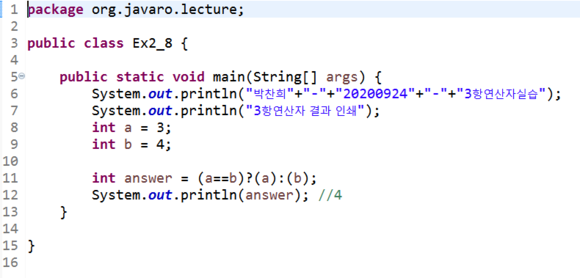 1 package org.javaro.lecture;
2
3 public class Ex2_8 {
4
5 public static void main(String[] args) {
6 System.out.println("박찬희"+"-"+"20200924"+"-"+"3항연산자실습");
7 System.out.println("3항연산자 결과 인쇄");
8 int a = 3;
9 int b = 4;
10
11 int answer = (a==b)?(a):(b);
12 System.out.println(answer); //4
13 }
14
15 }
16